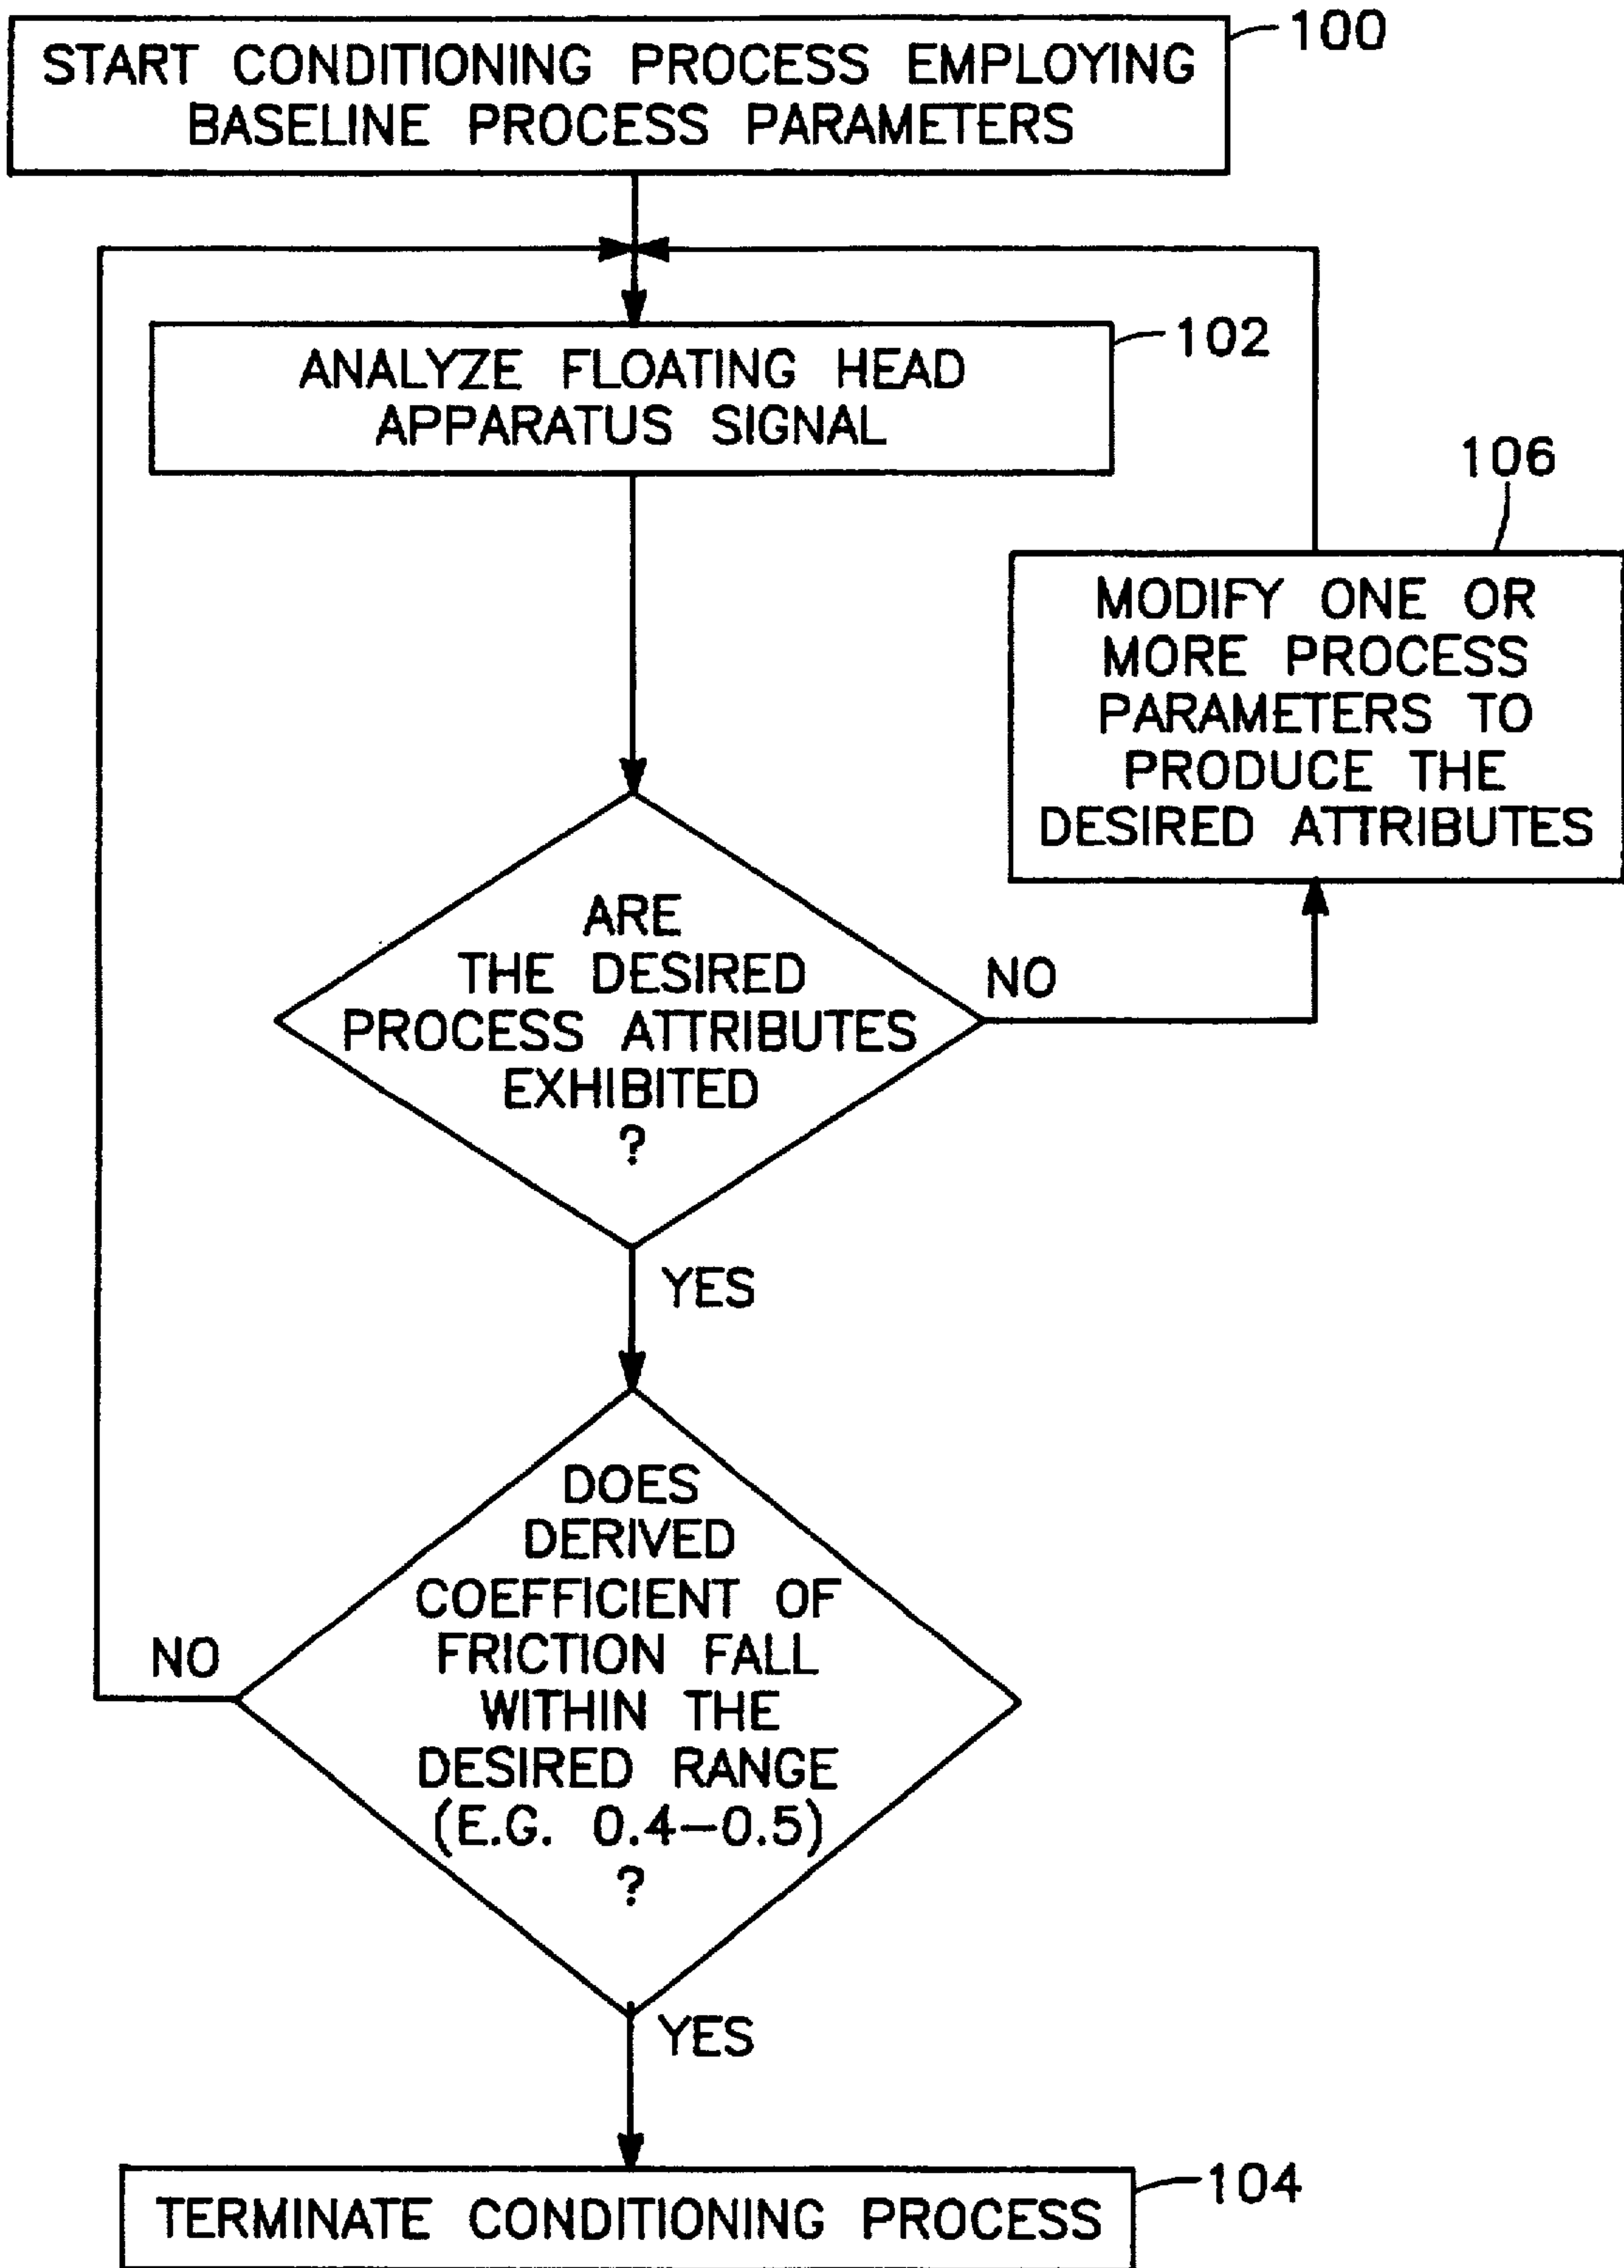 100
START CONDITIONING PROCESS EMPLOYING
BASELINE PROCESS PARAMETERS
102
ANALYZE FLOATING HEAD
APPARATUS SIGNAL
106
MODIFY ONE OR
MORE PROCESS
PARAMETERS TO
PRODUCE THE
DESIRED ATTRIBUTES
ARE
THE DESIRED
PROCESS ATTRIBUTES
EXHIBITED
?
NO
YES
DOES
DERIVED
COEFFICIENT OF
FRICTION FALL
WITHIN THE
DESIRED RANGE
(E.G. 0.4-0.5)
?
NO
YES
104
TERMINATE CONDITIONING PROCESS